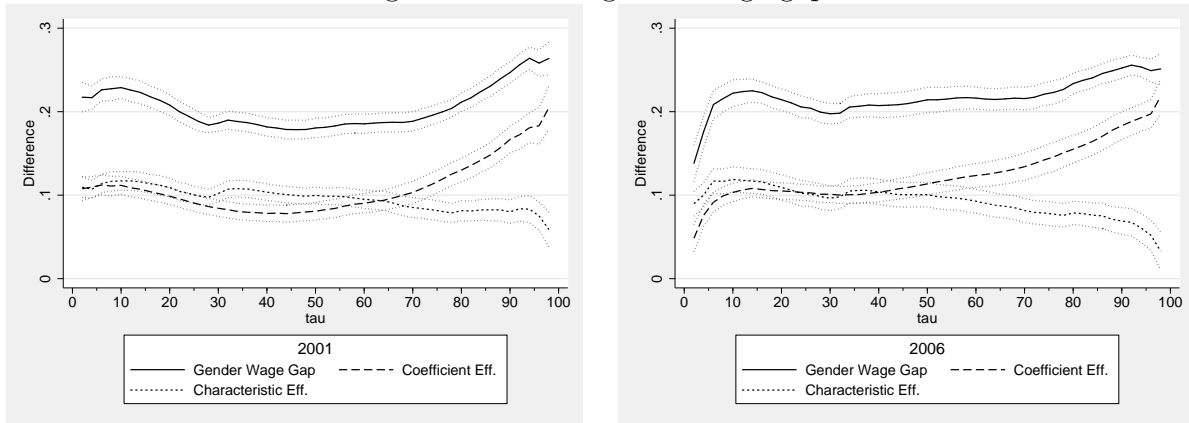 .3
.2
.1
0
Difference
0 10 20 30 40 50 60 70 80 90 100
tau
2001
Gender Wage Gap Coefficient Eff.
Characteristic Eff.
.3
.2
.1
0
Difference
0 10 20 30 40 50 60 70 80 90 100
tau
2006
Gender Wage Gap Coefficient Eff.
Characteristic Eff.